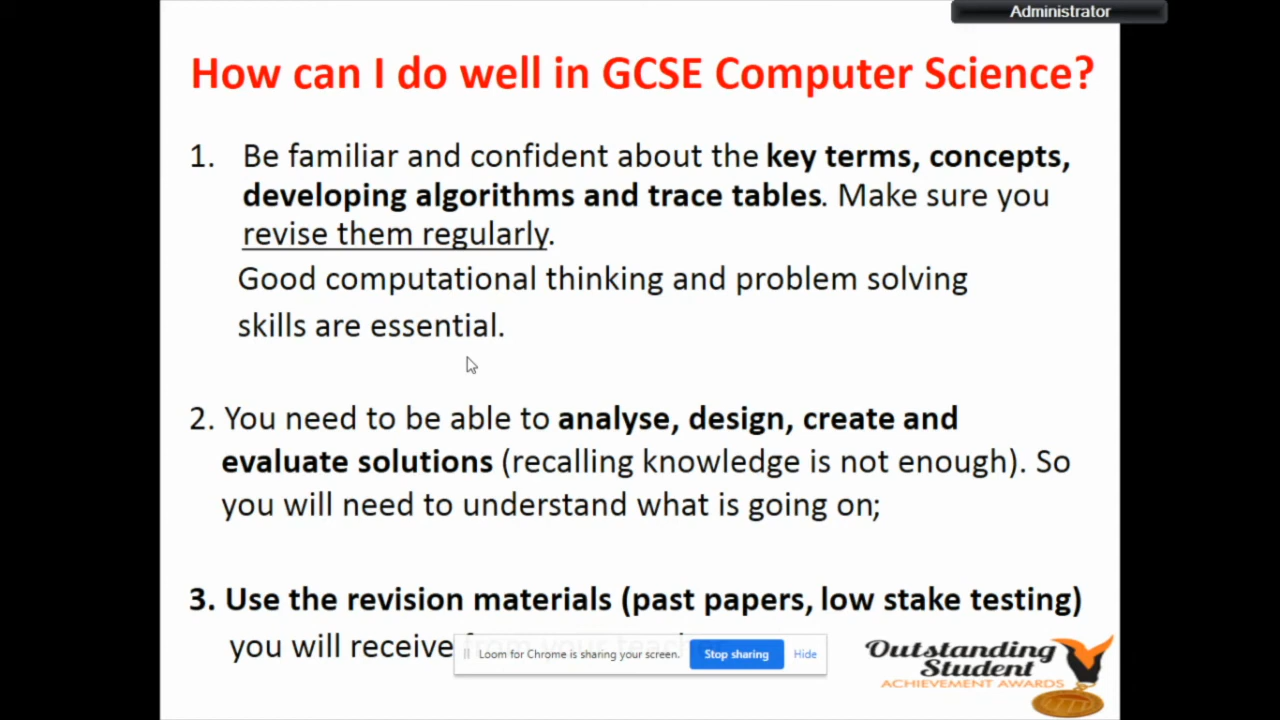 Administrator
How can I do well in GCSE Computer Science?
1. Be familiar and confident about the key terms, concepts,
developing algorithms and trace tables. Make sure you
revise them regularly.
Good computational thinking and problem solving
skills are essential.
2. You need to be able to analyse, design, create and
evaluate solutions (recalling knowledge is not enough). So
you will need to understand what is going on;
3. Use the revision materials (past papers, low stake testing)
you will receive
Loom for Chrome is sharing your screen. Stop sharing Hide
Outstanding
Student
ACHIEVEMENT AWARDS